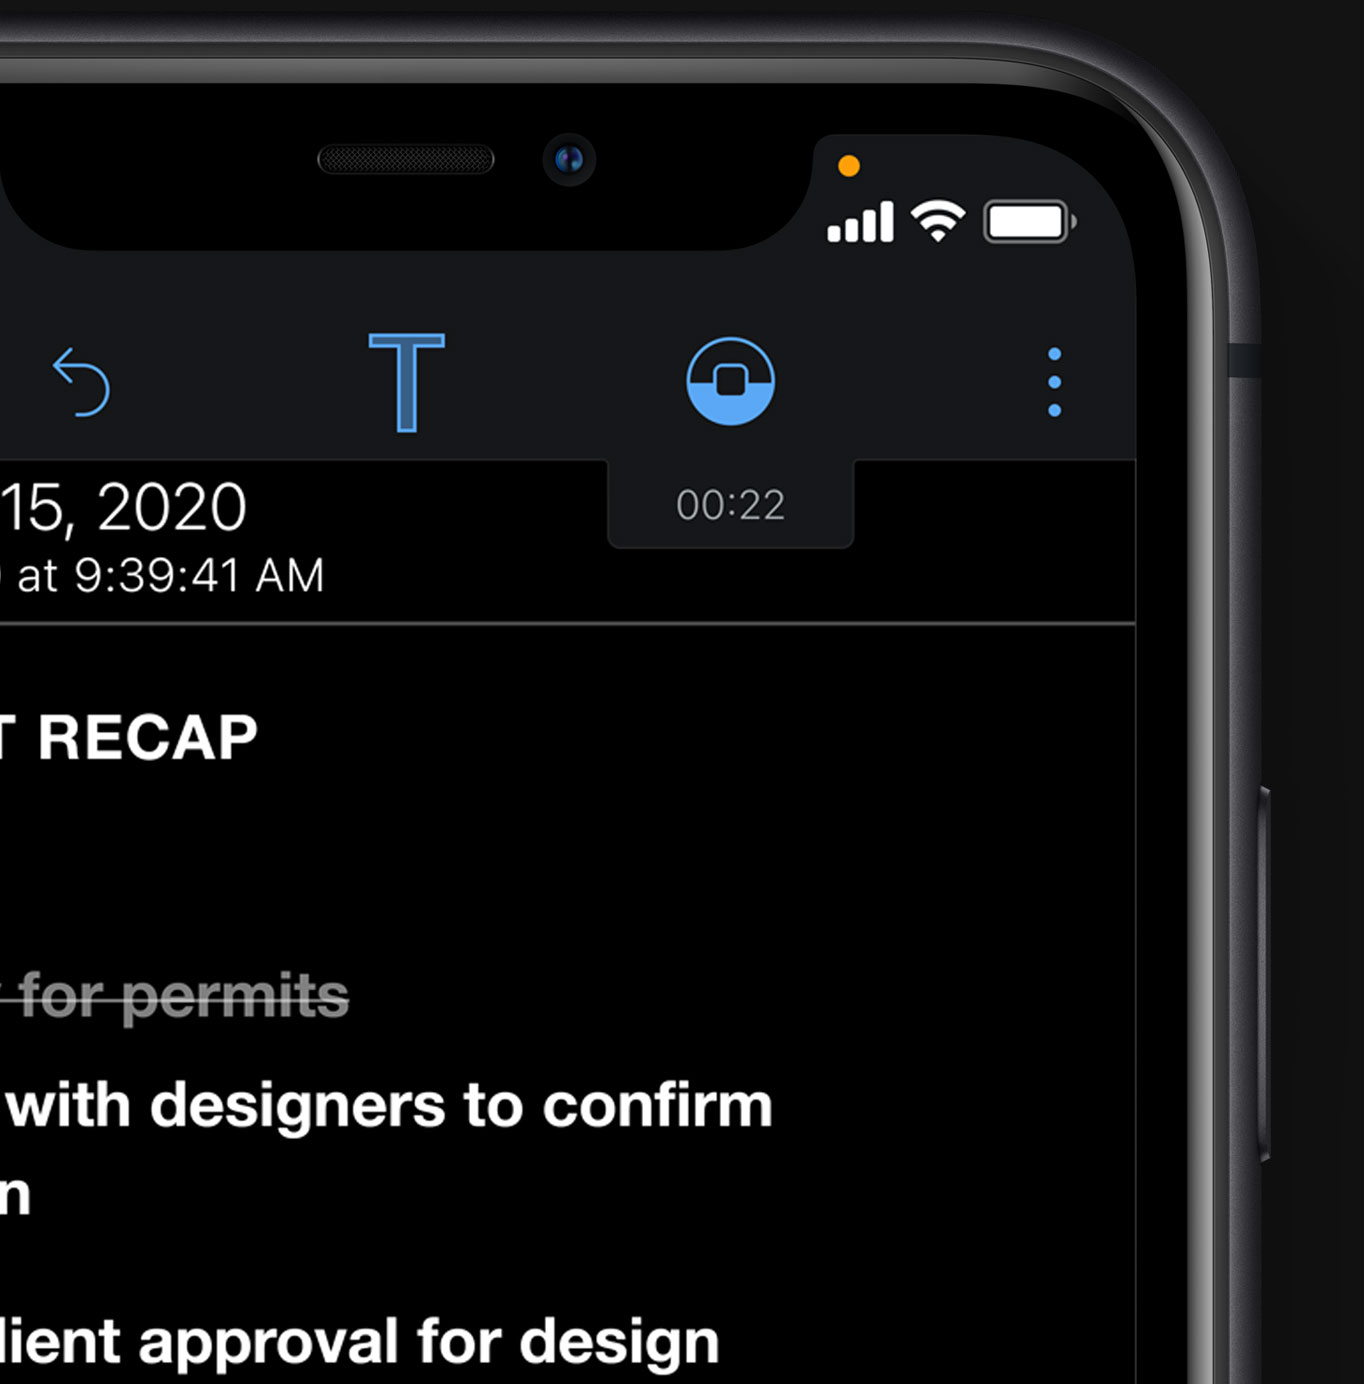 T
00:22
15, 2020
at 9:39:41 AM
T RECAP
for permits
with designers to confirm
n
lient approval for design